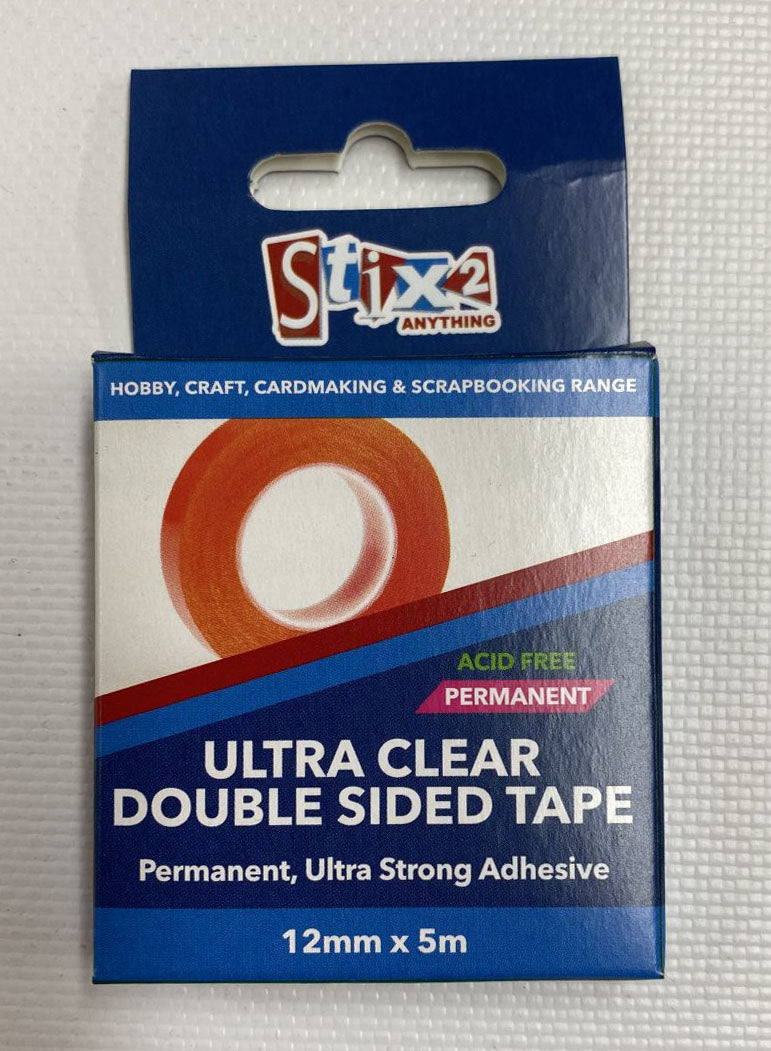 Stix2
ANYTHING
HOBBY, CRAFT, CARDMAKING & SCRAPBOOKING RANGE
ACID FREE
PERMANENT
ULTRA CLEAR
DOUBLE SIDED TAPE
Permanent, Ultra Strong Adhesive
12mm x 5m